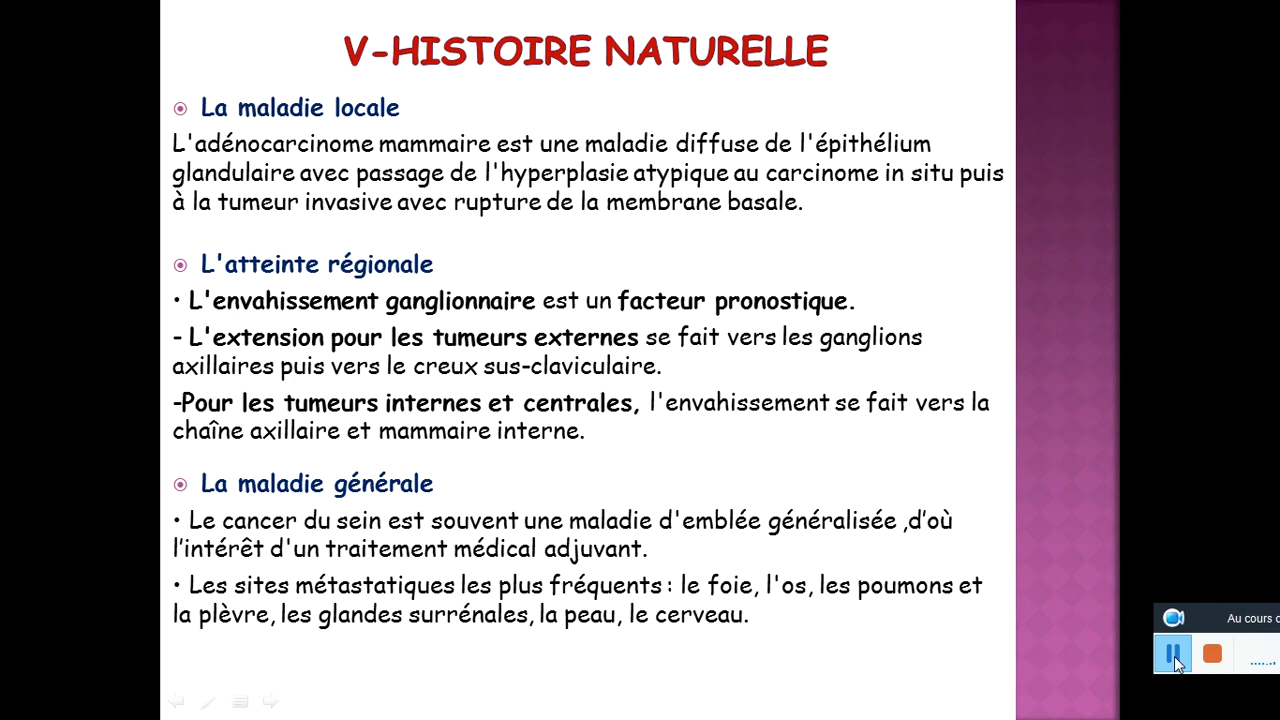 V-HISTOIRE NATURELLE
La maladie locale
L'adénocarcinome mammaire est une maladie diffuse de l'épithélium
glandulaire avec passage de l'hyperplasie atypique au carcinome in situ puis
à la tumeur invasive avec rupture de la membrane basale.
L'atteinte régionale
• L'envahissement ganglionnaire est un facteur pronostique.
- L'extension pour les tumeurs externes se fait vers les ganglions
axillaires puis vers le creux sus-claviculaire.
-Pour les tumeurs internes et centrales, l'envahissement se fait vers la
chaîne axillaire et mammaire interne.
La maladie générale
• Le cancer du sein est souvent une maladie d'emblée généralisée ,d’où
l’intérêt d'un traitement médical adjuvant.
• Les sites métastatiques les plus fréquents : le foie, l'os, les poumons et
la plèvre, les glandes surrénales, la peau, le cerveau.
Au cours